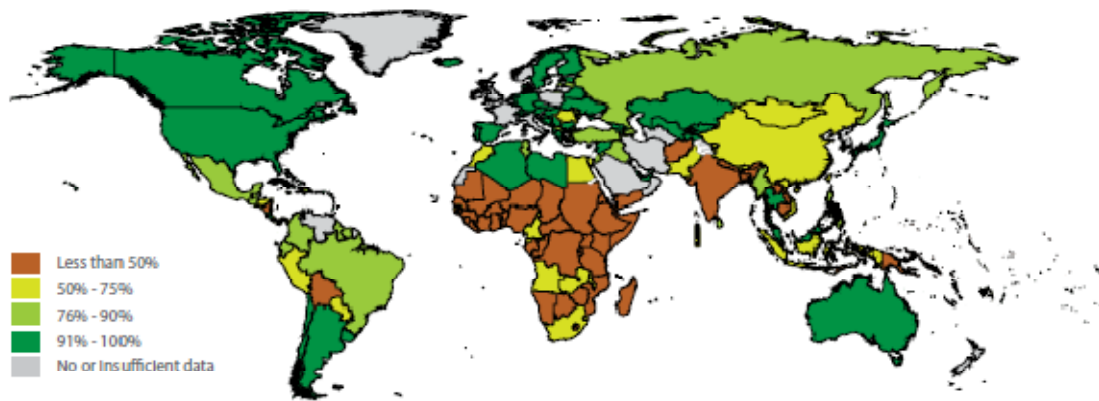 Less than 50%
50% - 75%
76% - 90%
91% - 100%
No or insufficient data